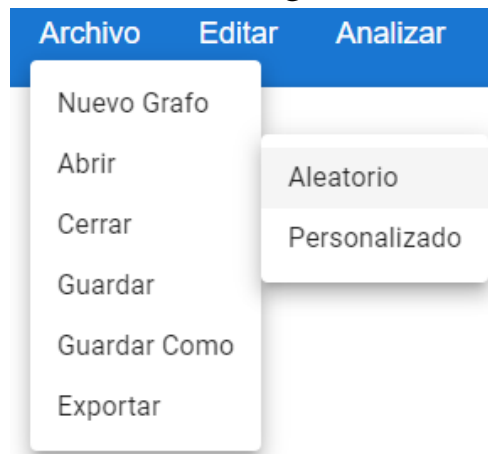 Archivo Editar Analizar
Nuevo Grafo
Abrir
Cerrar
Guardar
Guardar Como
Exportar
Aleatorio
Personalizado